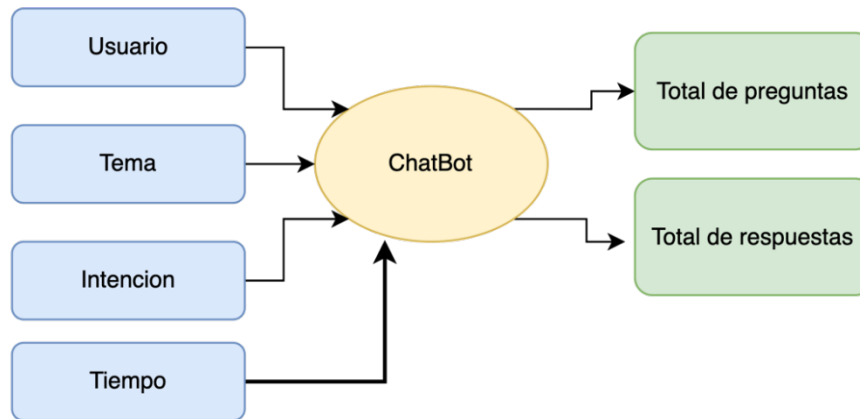 Usuario
Tema
Intencion
Tiempo
ChatBot
Total de preguntas
Total de respuestas